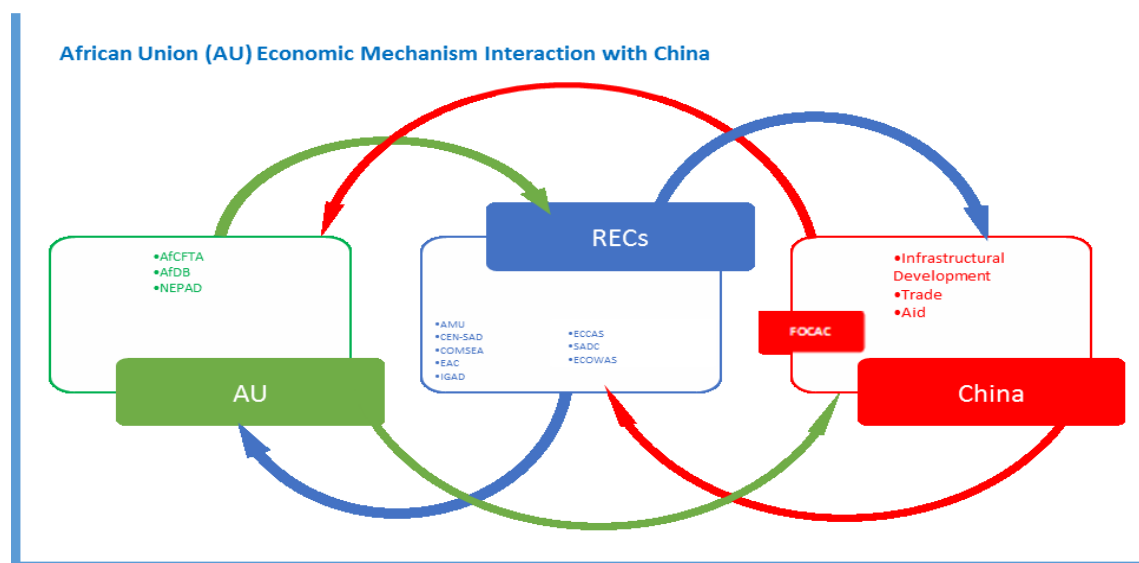 African Union (AU) Economic Mechanism Interaction with China
•AfCFTA
•AfDB
•NEPAD
AU
RECs
•AMU
•CEN-SAD
•COMSEA
•EAC
•IGAD
•ECCAS
•SADC
•ECOWAS
•Infrastructural
Development
•Trade
•Aid
FOCAC
China